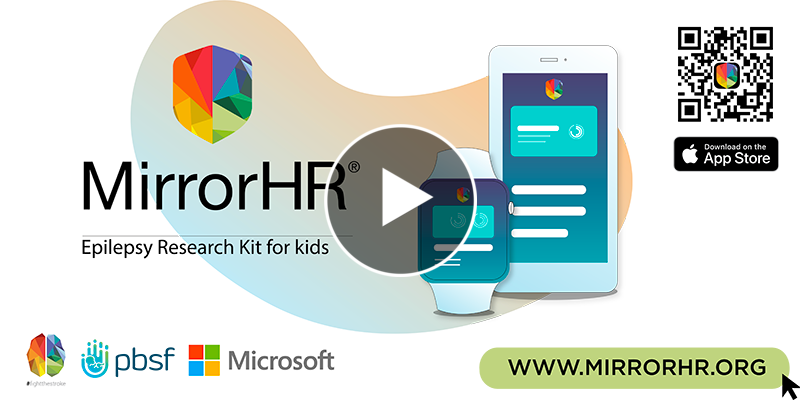 MirrorHR®
Epilepsy Research Kit for kids
Download on the
App Store
#fightthestroke
pbsf
Microsoft
WWW.MIRRORHR.ORG